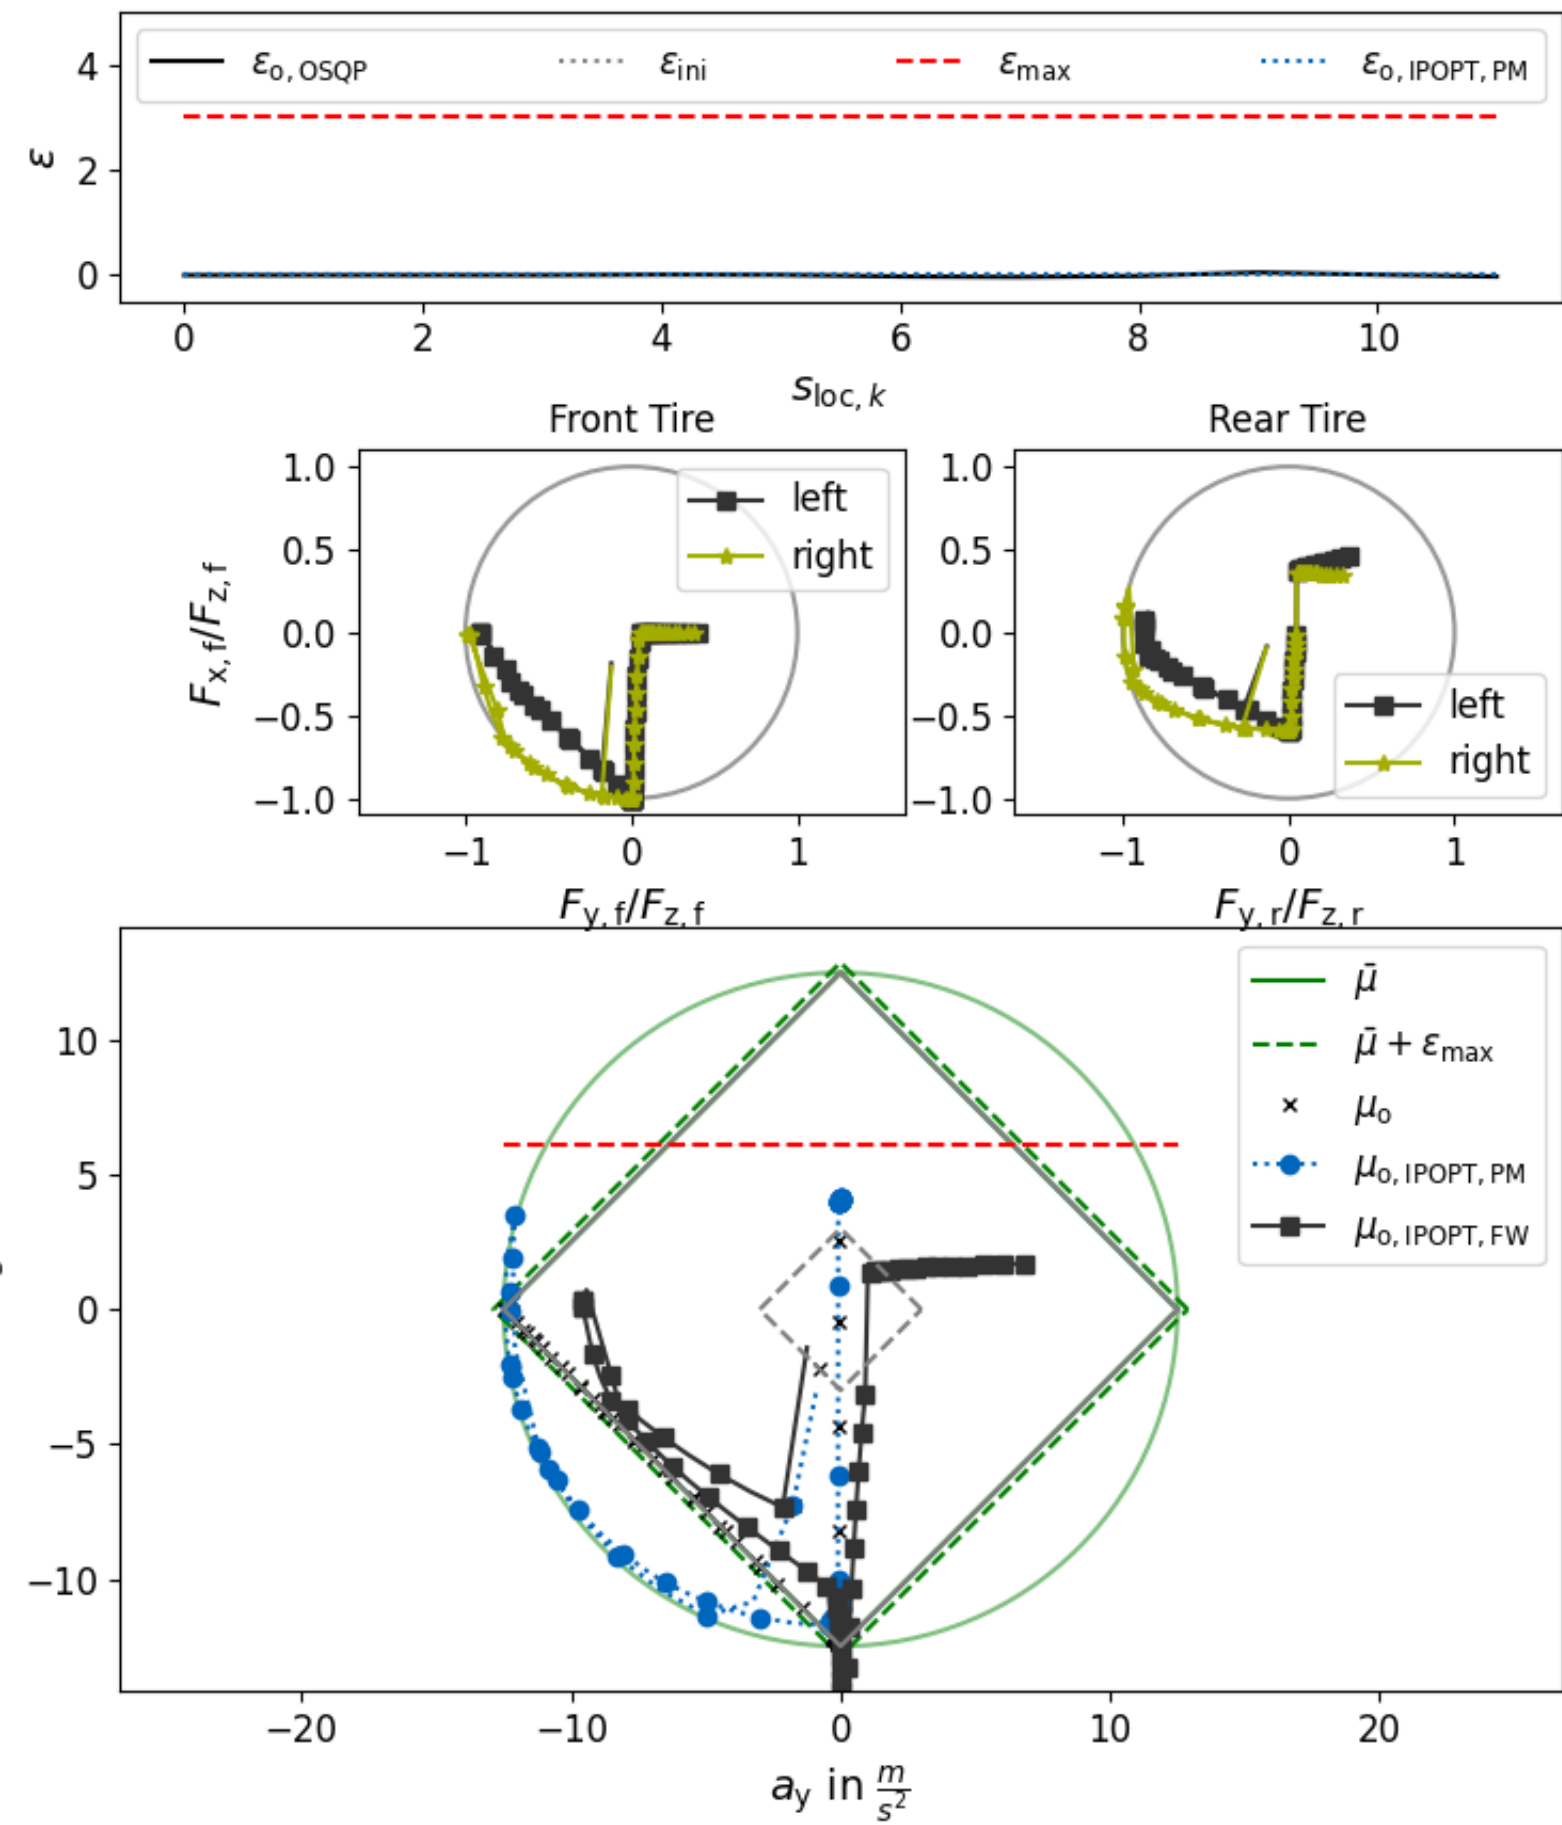 4
ε_o, OSQP ε_ini ε_max ε_o, IPOPT, PM
ε
2
0
0 2 4 6 8 10
s_loc, k
Front Tire Rear Tire
1.0 1.0
left
0.5 0.5
right
F_x, f/F_z, f
0.0 0.0
−0.5 −0.5
left
right
−1.0 −1.0
−1 0 1 −1 0 1
F_y, f/F_z, f F_y, r/F_z, r
μ̄
10
μ̄ + ε_max
μ_o
5
μ_o, IPOPT, PM
μ_o, IPOPT, FW
0
−5
−10
−20 −10 0 10 20
a_y in m/s²